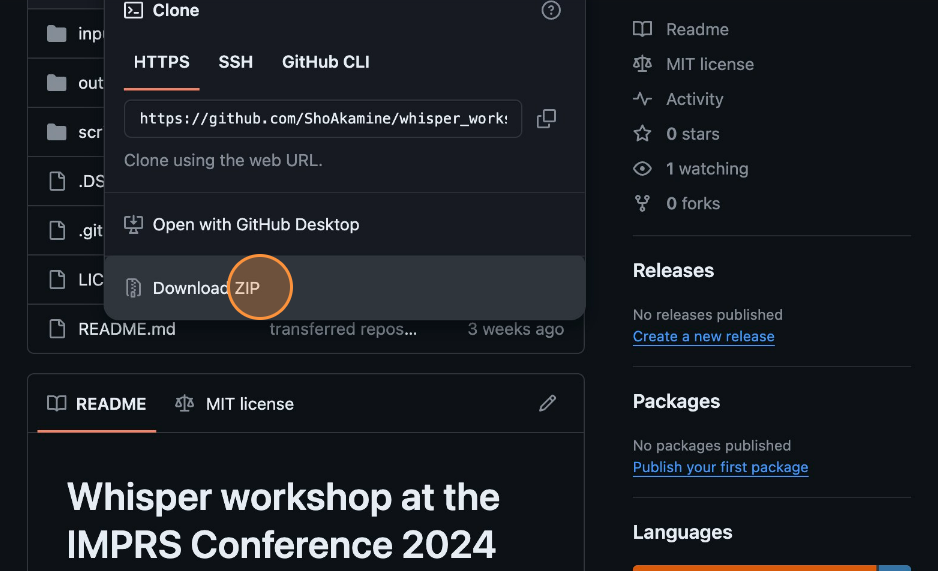 Clone
HTTPS SSH GitHub CLI
https://github.com/ShoAkamine/whisper_works
Clone using the web URL.
Open with GitHub Desktop
Download ZIP
inpu
out
scr
.DS
.git
LIC
README.md transferred repos... 3 weeks ago
README MIT license
Whisper workshop at the
IMPRS Conference 2024
Readme
MIT license
Activity
0 stars
1 watching
0 forks
Releases
No releases published
Create a new release
Packages
No packages published
Publish your first package
Languages